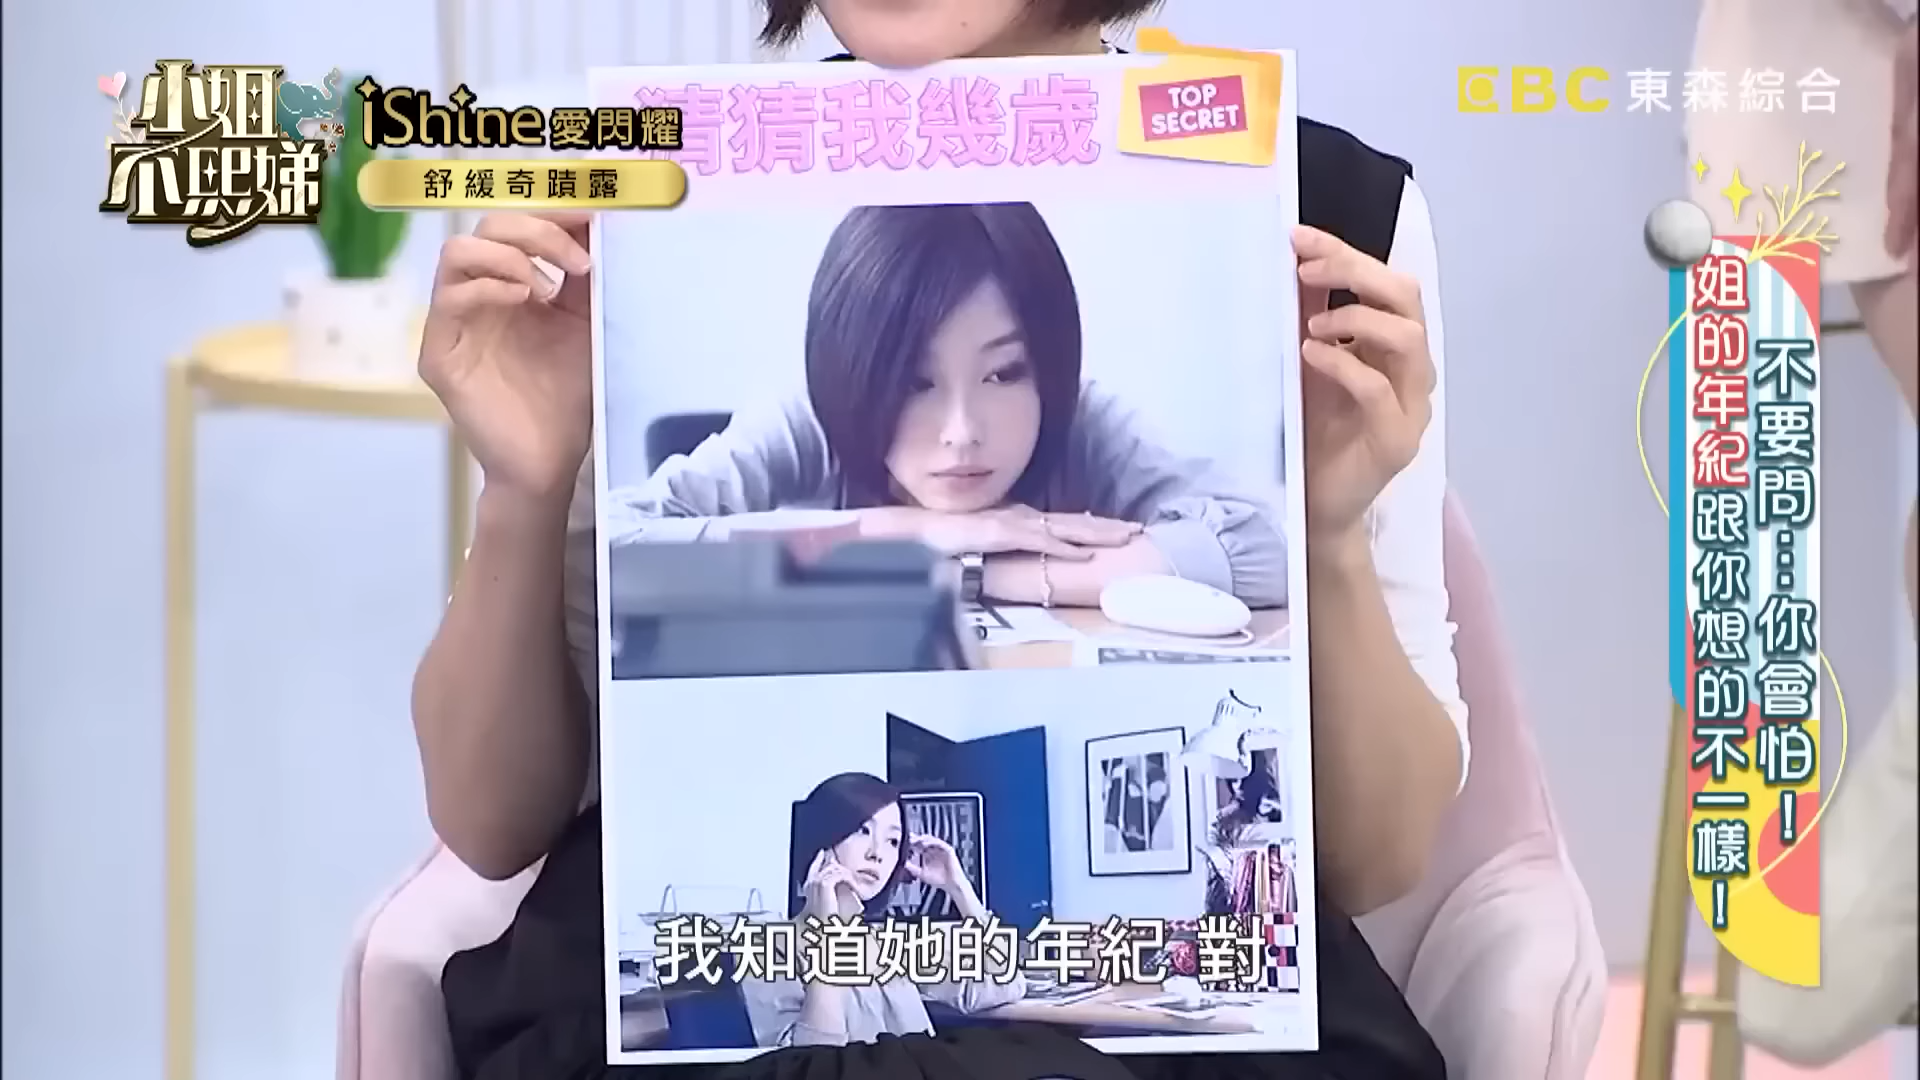 小姐不熙娣
iShine愛閃耀
舒緩奇蹟露
猜猜我幾歲
TOP SECRET
EBC東森綜合
不要問…你會怕！
姐的年紀跟你想的不一樣！
我知道她的年紀 對